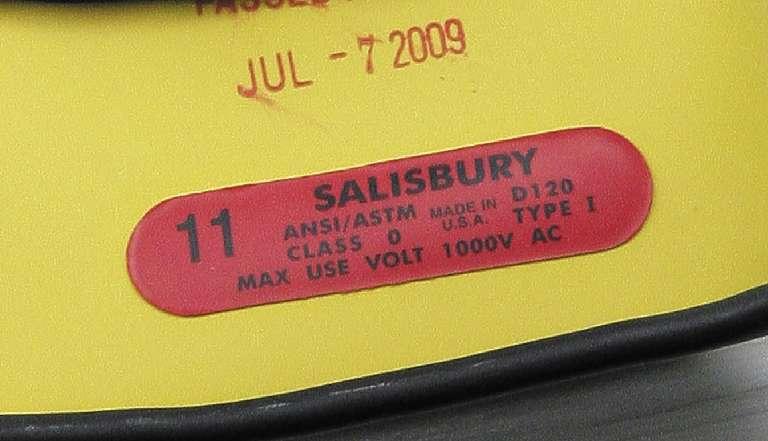 JUL - 7 2009
SALISBURY
11 ANSI/ASTM MADE IN D120
CLASS 0 U.S.A. TYPE I
MAX USE VOLT 1000V AC